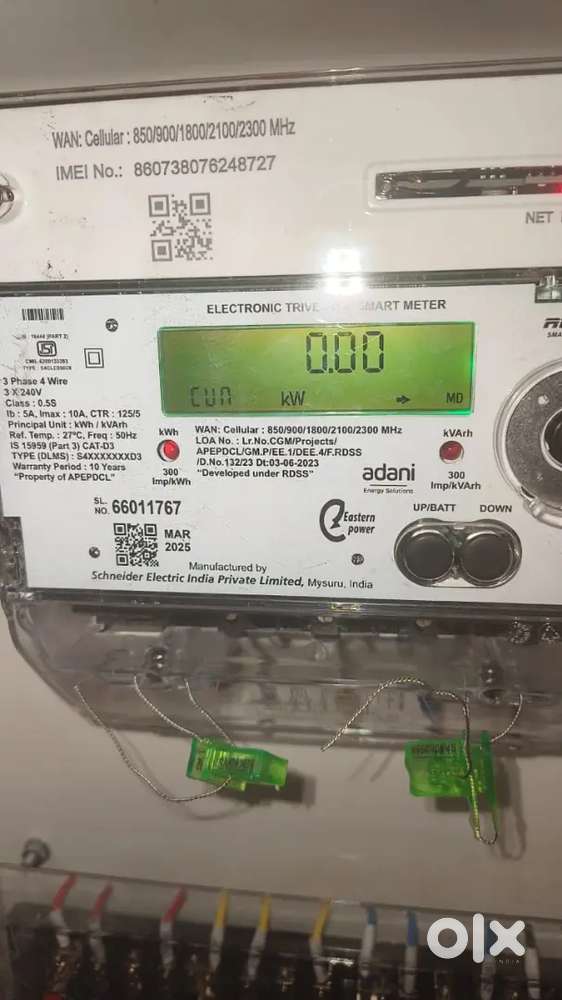 WAN: Cellular : 850/900/1800/2100/2300 MHz
IMEI No.: 860738076248727
NET
ELECTRONIC TRIVE SMART METER
0.00
CUM kW MD
3 Phase 4 Wire
3 X 240V
Class : 0.5S
Ib : 5A, Imax : 10A, CTR : 125/5
Principal Unit : kWh / kVArh
Ref. Temp. : 27°C, Freq : 50Hz
IS 15959 (Part 3) CAT-D3
TYPE (DLMS) : S4XXXXXXXD3
Warranty Period : 10 Years
"Property of APEPDCL"
kWh
300
Imp/kWh
WAN: Cellular : 850/900/1800/2100/2300 MHz
LOA No. : Lr.No.CGM/Projects/
APEPDCL/GM.P/EE.1/DEE.4/F.RDSS
/D.No.132/23 Dt:03-06-2023
"Developed under RDSS"
adani
Energy Solutions
kVArh
300
Imp/kVArh
SL.
NO. 66011767
MAR
2025
Eastern
power
UP/BATT DOWN
Manufactured by
Schneider Electric India Private Limited, Mysuru, India
olx
INDIA